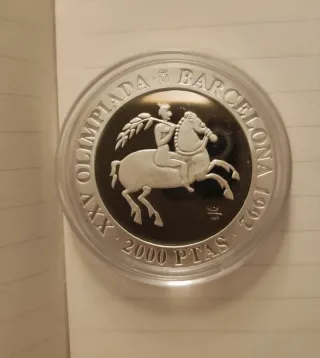 XXV OLIMPIADA · BARCELONA 1992 · 2000 PTAS ·